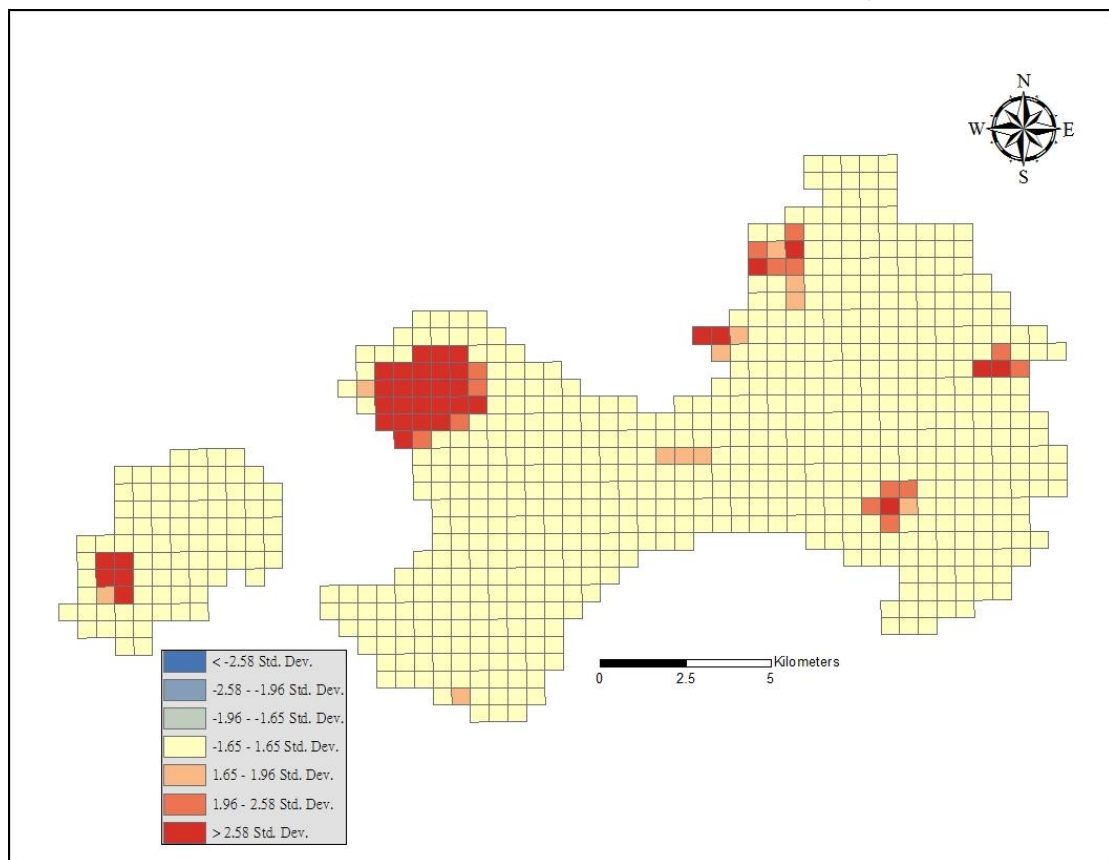 N
W E
S
Kilometers
0 2.5 5
< -2.58 Std. Dev.
-2.58 - -1.96 Std. Dev.
-1.96 - -1.65 Std. Dev.
-1.65 - 1.65 Std. Dev.
1.65 - 1.96 Std. Dev.
1.96 - 2.58 Std. Dev.
> 2.58 Std. Dev.